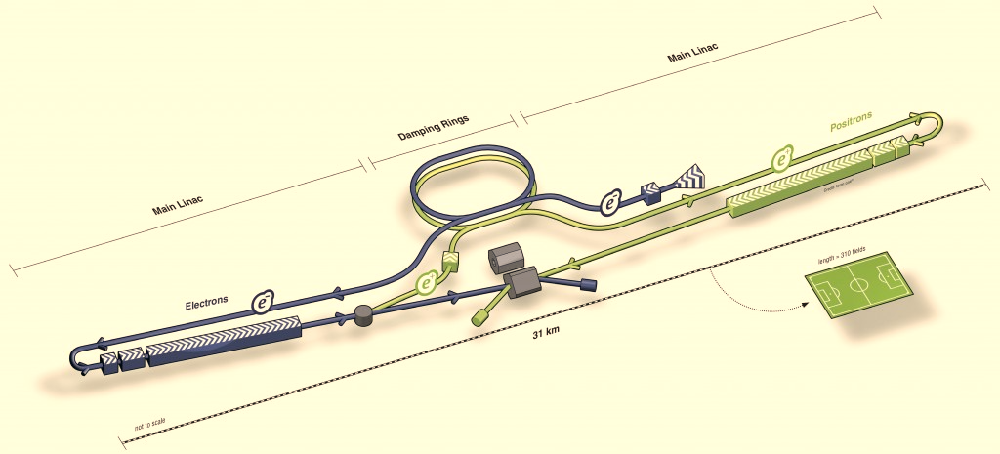 Main Linac
Damping Rings
Main Linac
Positrons
e-
e-
length = 310 fields
e-
Electrons
e+
31 km
not to scale